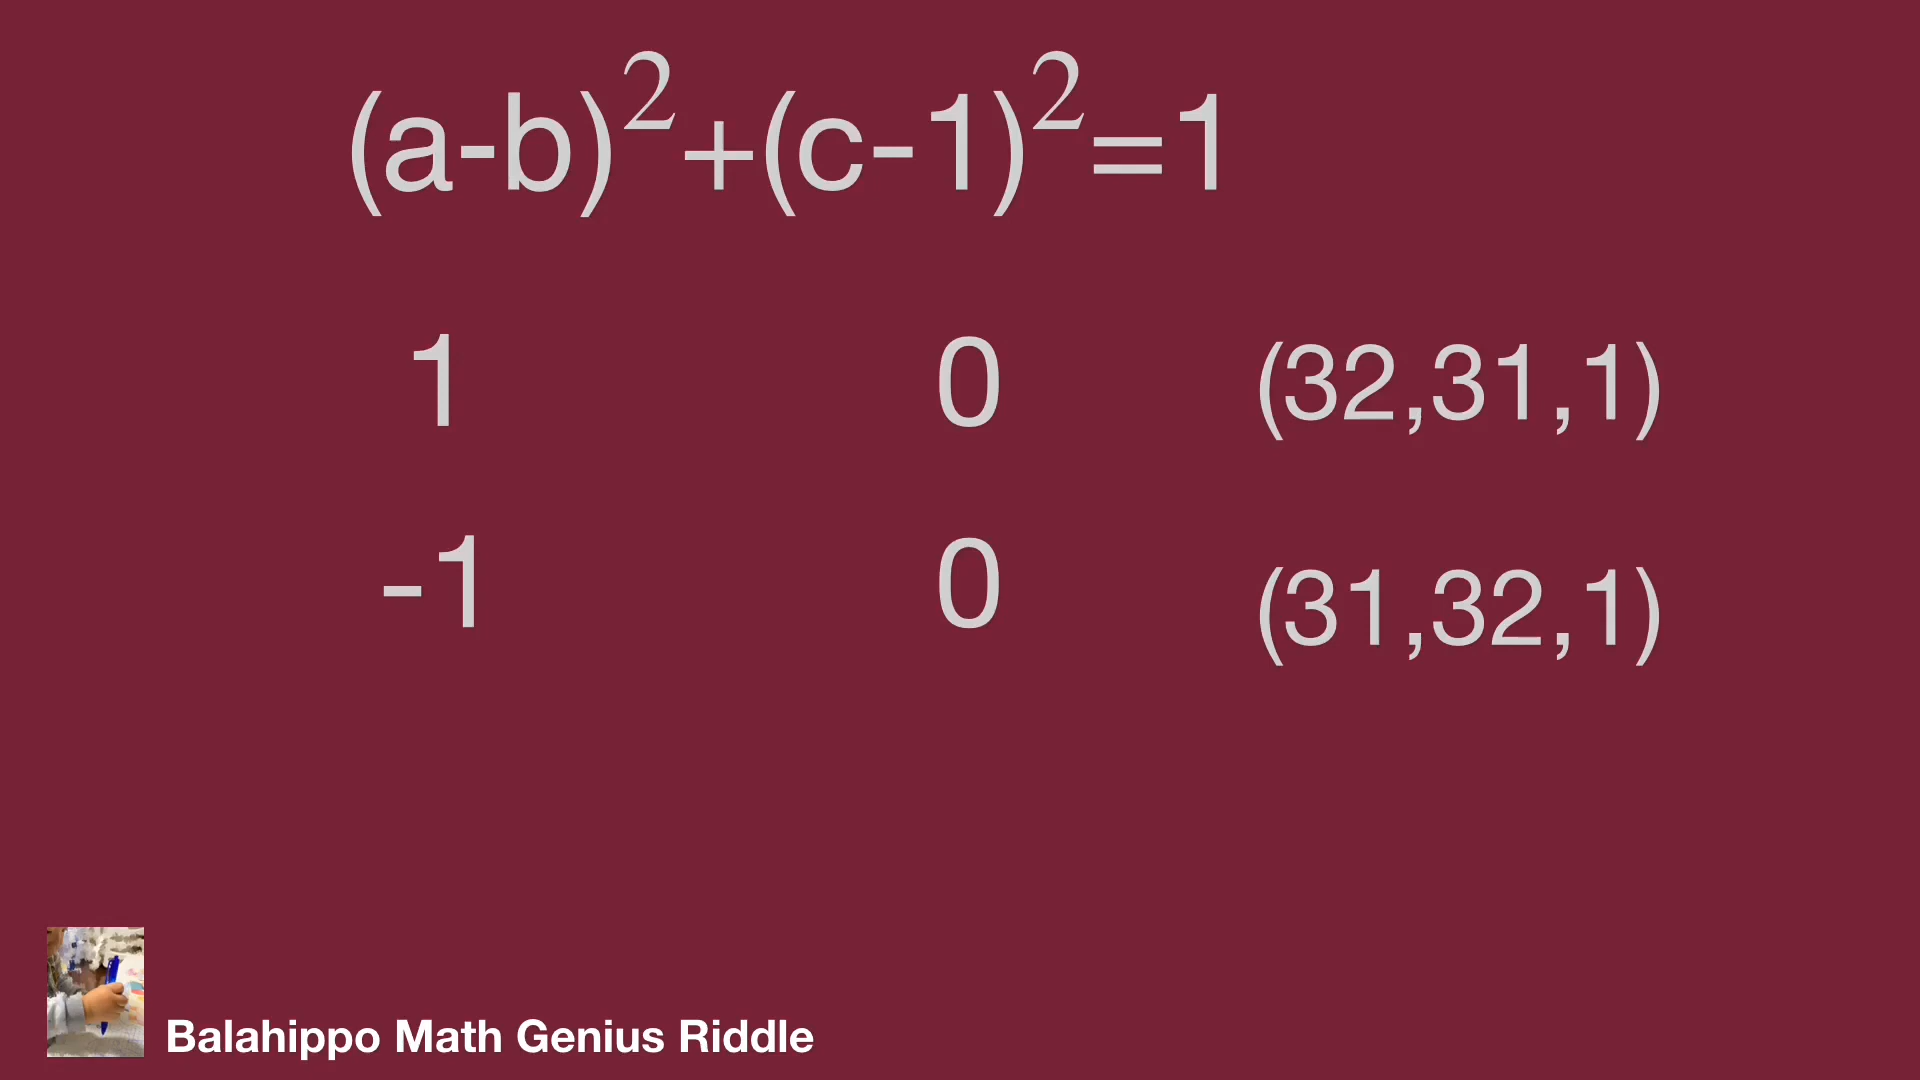 (a-b)²+(c-1)²=1
1 0 (32,31,1)
-1 0 (31,32,1)
Balahippo Math Genius Riddle